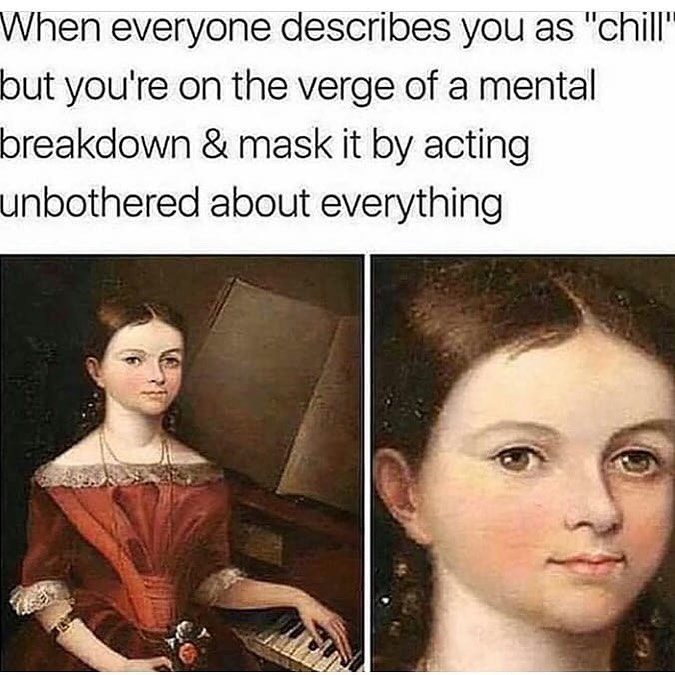 When everyone describes you as "chill"
but you're on the verge of a mental
breakdown & mask it by acting
unbothered about everything